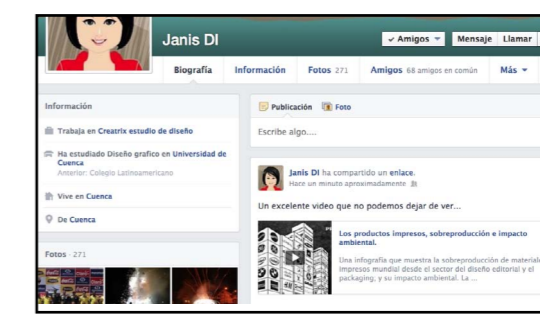 Janis DI
✓ Amigos
Mensaje
Llamar
Biografía
Información
Fotos 271
Amigos 68 amigos en común
Más
Información
Trabaja en Creatrix estudio de diseño
Ha estudiado Diseño grafico en Universidad de
Cuenca
Anterior: Colegio Latinoamericano
Vive en Cuenca
De Cuenca
Fotos · 271
Publicación
Foto
Escribe algo....
Janis DI ha compartido un enlace.
Hace un minuto aproximadamente
Un excelente video que no podemos dejar de ver...
Los productos impresos, sobreproducción e impacto
ambiental.
Una infografía que muestra la sobreproducción de material
impresos mundial desde el sector del diseño editorial y el
packaging; y su impacto ambiental. La ...